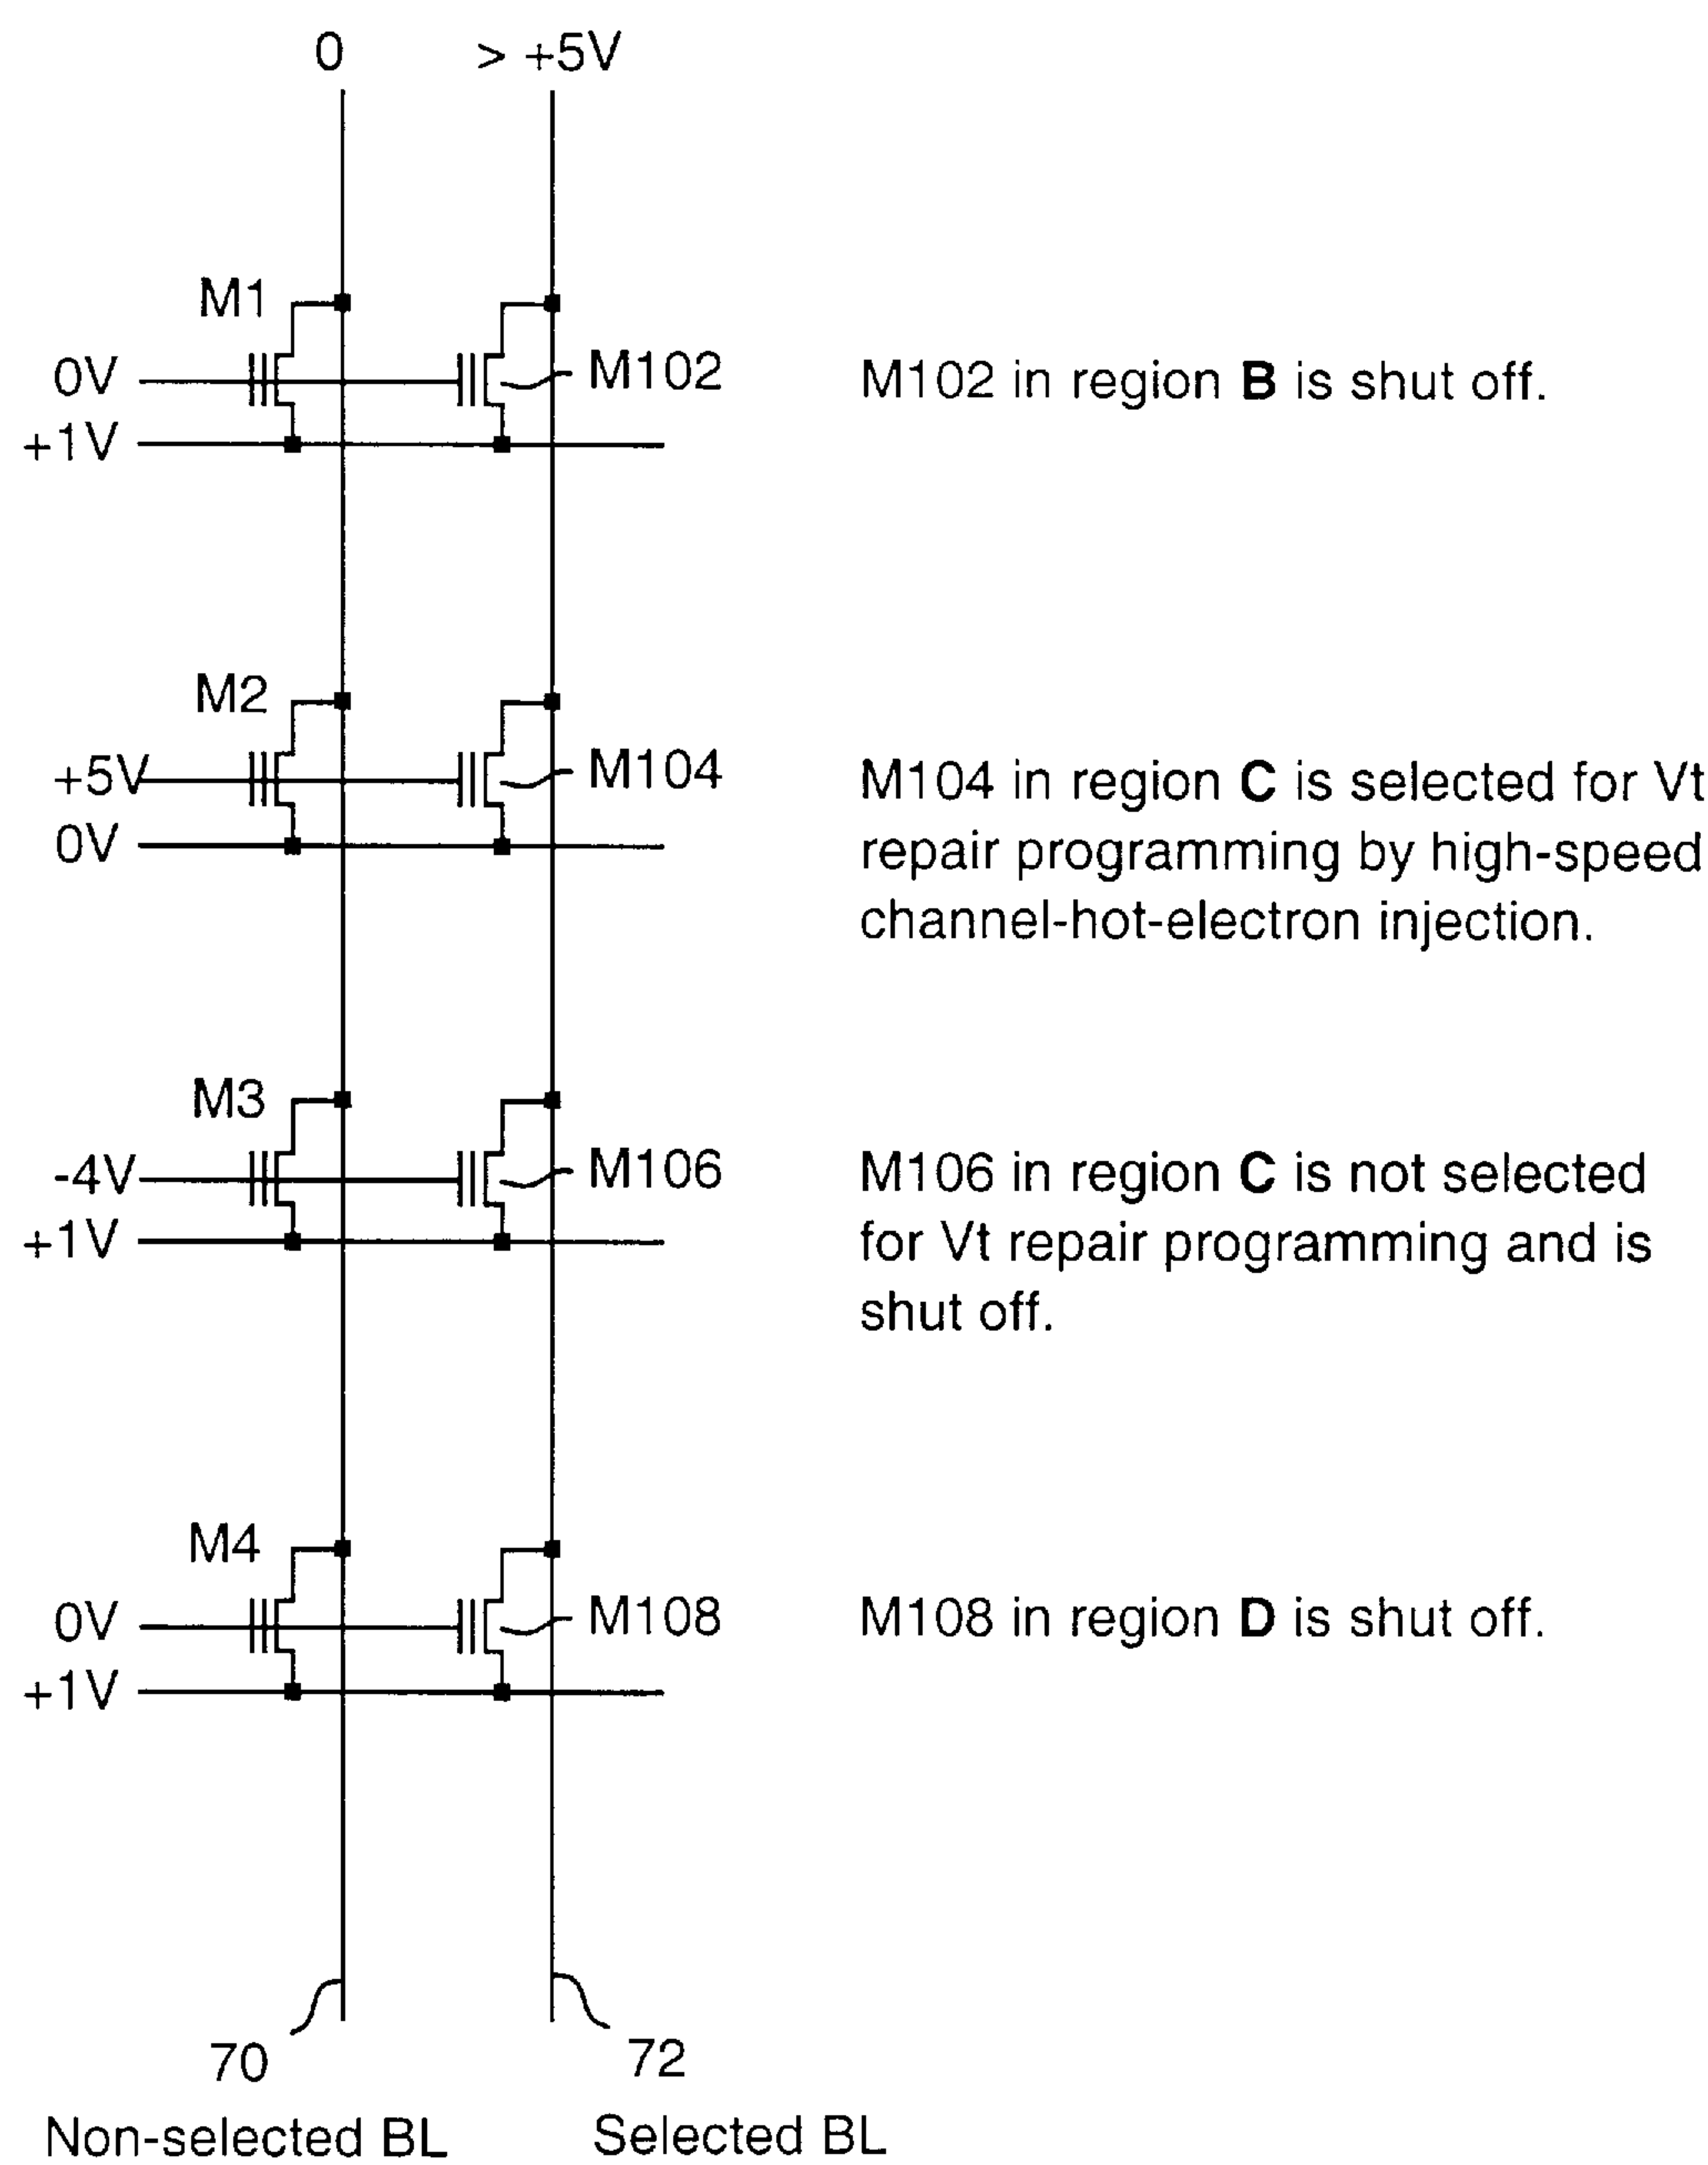 0 > +5V
M1
0V M102 M102 in region B is shut off.
+1V
M2
+5V M104 M104 in region C is selected for Vt
0V repair programming by high-speed
channel-hot-electron injection.
M3
-4V M106 M106 in region C is not selected
+1V for Vt repair programming and is
shut off.
M4
0V M108 M108 in region D is shut off.
+1V
70 72
Non-selected BL Selected BL